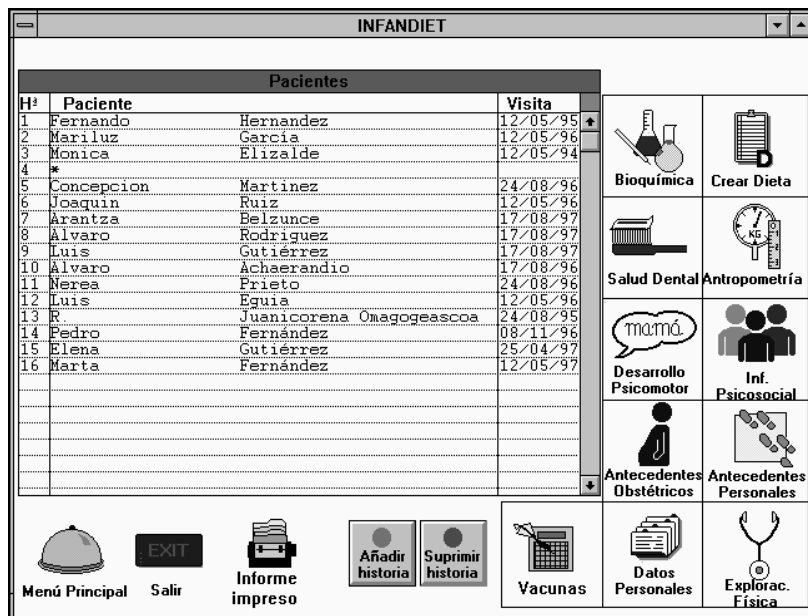 INFANDIET
Pacientes
Hª Paciente Visita
1 Fernando Hernandez 12/05/95
2 Mariluz García 12/05/96
3 Monica Elizalde 12/05/94
4 *
5 Concepcion Martinez 24/08/96
6 Joaquin Ruiz 12/05/96
7 Arantza Belzunce 17/08/97
8 Alvaro Rodriguez 17/08/97
9 Luis Gutiérrez 17/08/97
10 Alvaro Achaerandio 17/08/96
11 Nerea Prieto 24/08/96
12 Luis Eguia 12/05/96
13 R. Juanicorena Omagogeascoa 24/08/95
14 Pedro Fernández 08/11/96
15 Elena Gutiérrez 25/04/97
16 Marta Fernández 12/05/97
Bioquímica
D
Crear Dieta
Salud Dental
KG
0
1
2
3
Antropometría
mamá
Desarrollo
Psicomotor
Inf.
Psicosocial
Antecedentes
Obstétricos
Antecedentes
Personales
Menú Principal
EXIT
Salir
Informe
impreso
Añadir
historia
Suprimir
historia
Vacunas
Datos
Personales
Explorac.
Física